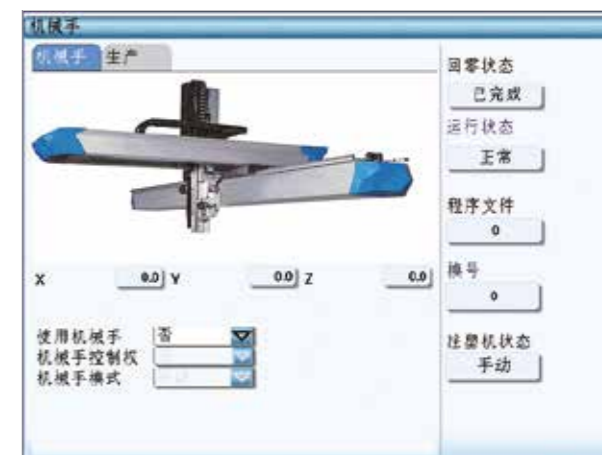 机械手
机械手 生产
X 0.0 Y 0.0 Z 0.0
使用机械手 否
机械手控制权
机械手模式
回零状态
已完成
运行状态
正常
程序文件
0
模号
0
注塑机状态
手动